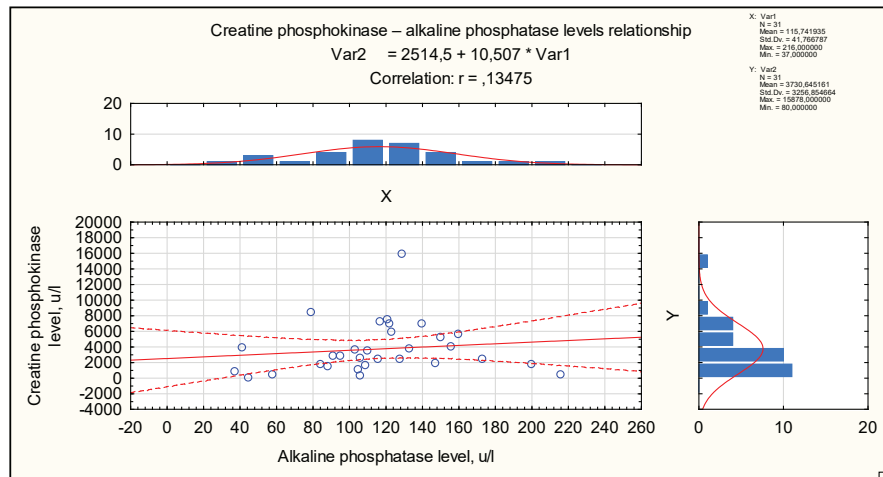 Creatine phosphokinase – alkaline phosphatase levels relationship
Var2 = 2514,5 + 10,507 * Var1
Correlation: r = ,13475
X: Var1
N = 31
Mean = 115,741935
Std.Dv. = 41,766787
Max. = 216,000000
Min. = 37,000000
Y: Var2
N = 31
Mean = 3730,645161
Std.Dv. = 3256,854664
Max. = 15878,000000
Min. = 80,000000
20
10
0
X
20000
18000
16000
14000
12000
10000
8000
6000
4000
2000
0
-2000
-4000
Creatine phosphokinase
level, u/l
-20 0 20 40 60 80 100 120 140 160 180 200 220 240 260
Alkaline phosphatase level, u/l
Y
0 10 20